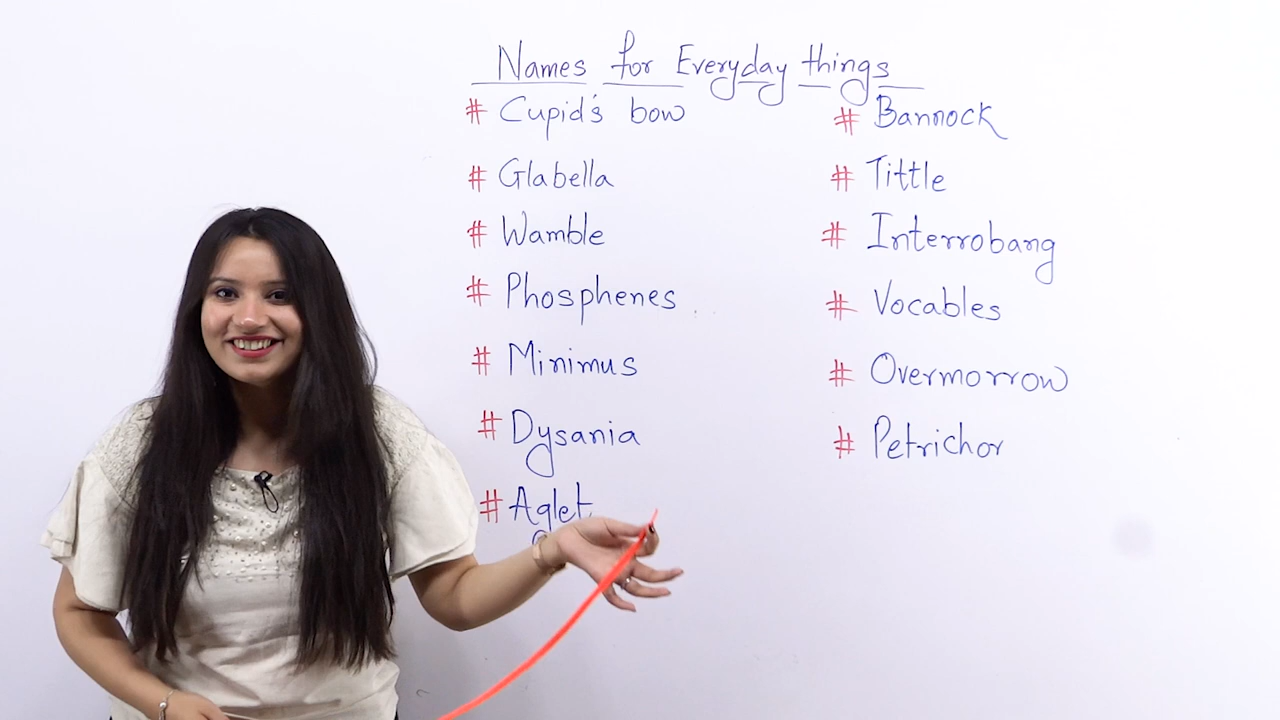 Names for Everyday things
# Cupid's bow
# Glabella
# Wamble
# Phosphenes
# Minimus
# Dysania
# Aglet
# Bannock
# Tittle
# Interrobang
# Vocables
# Overmorrow
# Petrichor